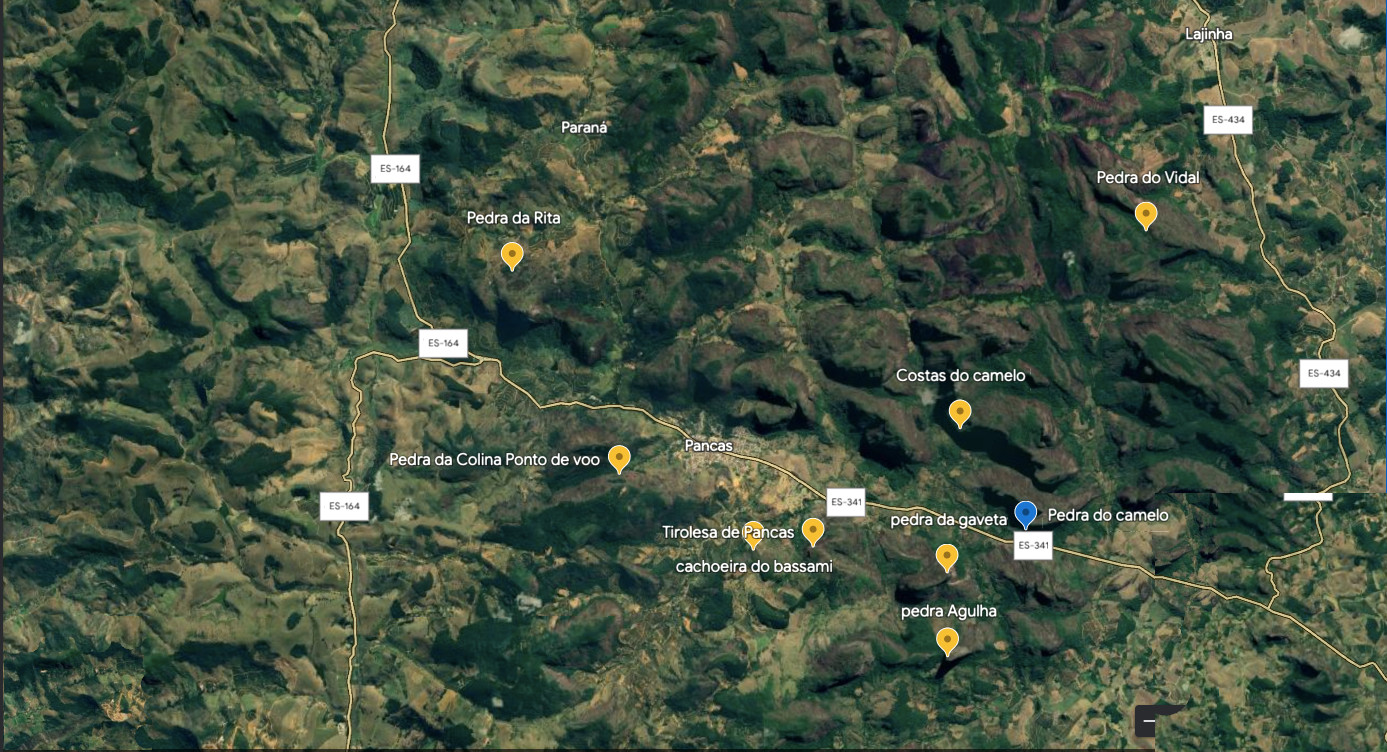 Lajinha
ES-434
Paraná
ES-164
Pedra do Vidal
Pedra da Rita
ES-164
ES-434
Costas do camelo
Pancas
Pedra da Colina Ponto de voo
ES-341
ES-164
pedra da gaveta
Pedra do camelo
Tirolesa de Pancas
ES-341
cachoeira do bassami
pedra Agulha